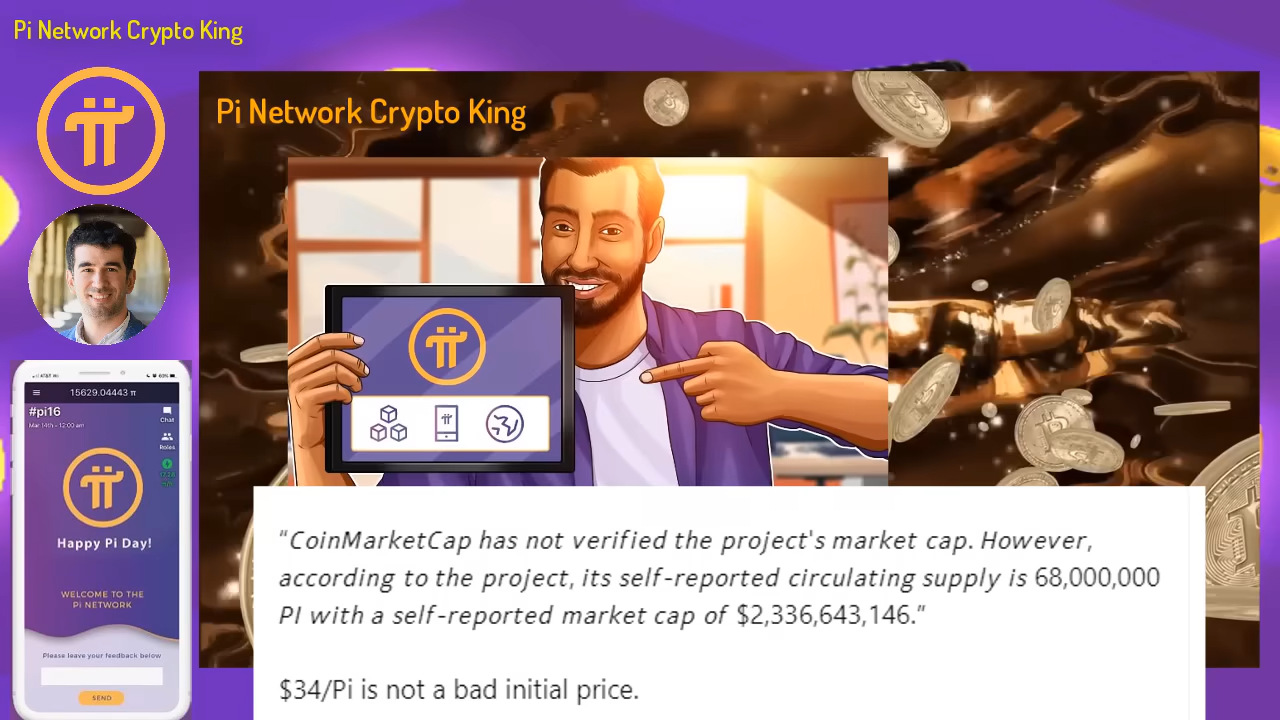 Pi Network Crypto King
Pi Network Crypto King
15629.04443 π
#pi16
Mar 14th - 12:00 am
Chat
Roles
Happy Pi Day!
WELCOME TO THE
Pi NETWORK
Please leave your feedback below
SEND
"CoinMarketCap has not verified the project's market cap. However,
according to the project, its self-reported circulating supply is 68,000,000
PI with a self-reported market cap of $2,336,643,146."
$34/Pi is not a bad initial price.